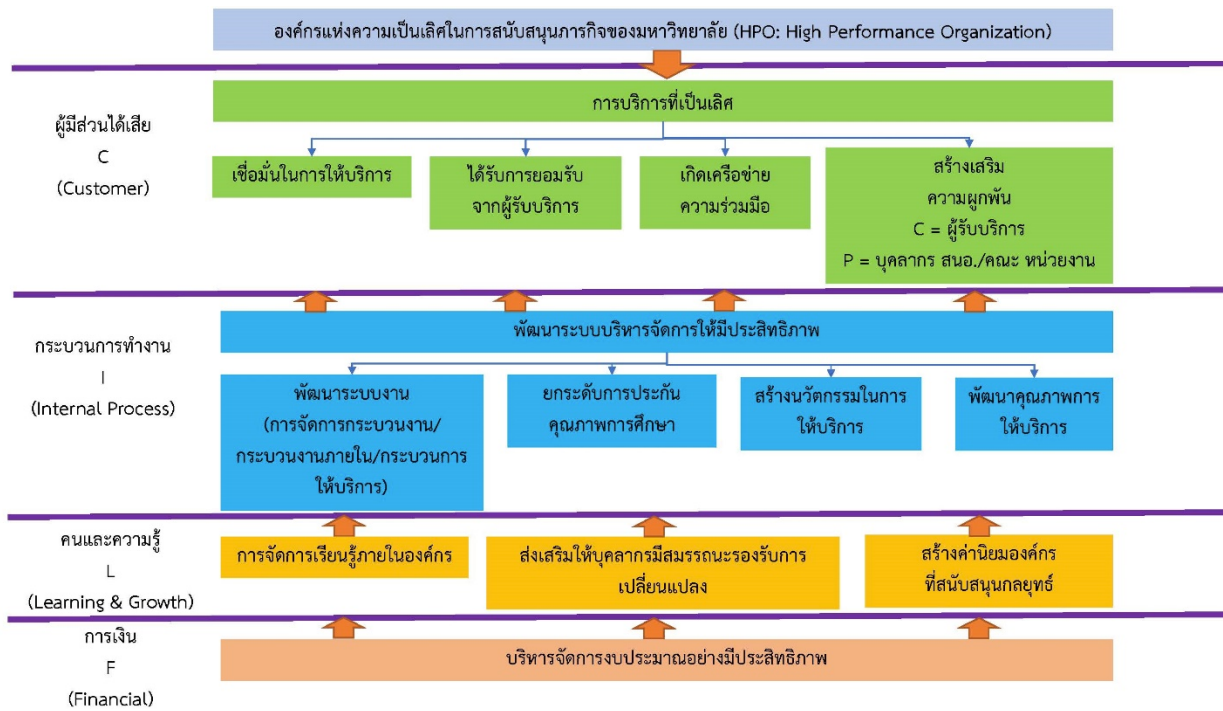 องค์กรแห่งความเป็นเลิศในการสนับสนุนภารกิจของมหาวิทยาลัย (HPO: High Performance Organization)
ผู้มีส่วนได้เสีย
C
(Customer)
การบริการที่เป็นเลิศ
เชื่อมั่นในการให้บริการ
ได้รับการยอมรับ
จากผู้รับบริการ
เกิดเครือข่าย
ความร่วมมือ
สร้างเสริม
ความผูกพัน
C = ผู้รับบริการ
P = บุคลากร สนอ./คณะ หน่วยงาน
กระบวนการทำงาน
I
(Internal Process)
พัฒนาระบบบริหารจัดการให้มีประสิทธิภาพ
พัฒนาระบบงาน
(การจัดการกระบวนงาน/
กระบวนงานภายใน/กระบวนการ
ให้บริการ)
ยกระดับการประกัน
คุณภาพการศึกษา
สร้างนวัตกรรมในการ
ให้บริการ
พัฒนาคุณภาพการ
ให้บริการ
คนและความรู้
L
(Learning & Growth)
การจัดการเรียนรู้ภายในองค์กร
ส่งเสริมให้บุคลากรมีสมรรถนะรองรับการ
เปลี่ยนแปลง
สร้างค่านิยมองค์กร
ที่สนับสนุนกลยุทธ์
การเงิน
F
(Financial)
บริหารจัดการงบประมาณอย่างมีประสิทธิภาพ